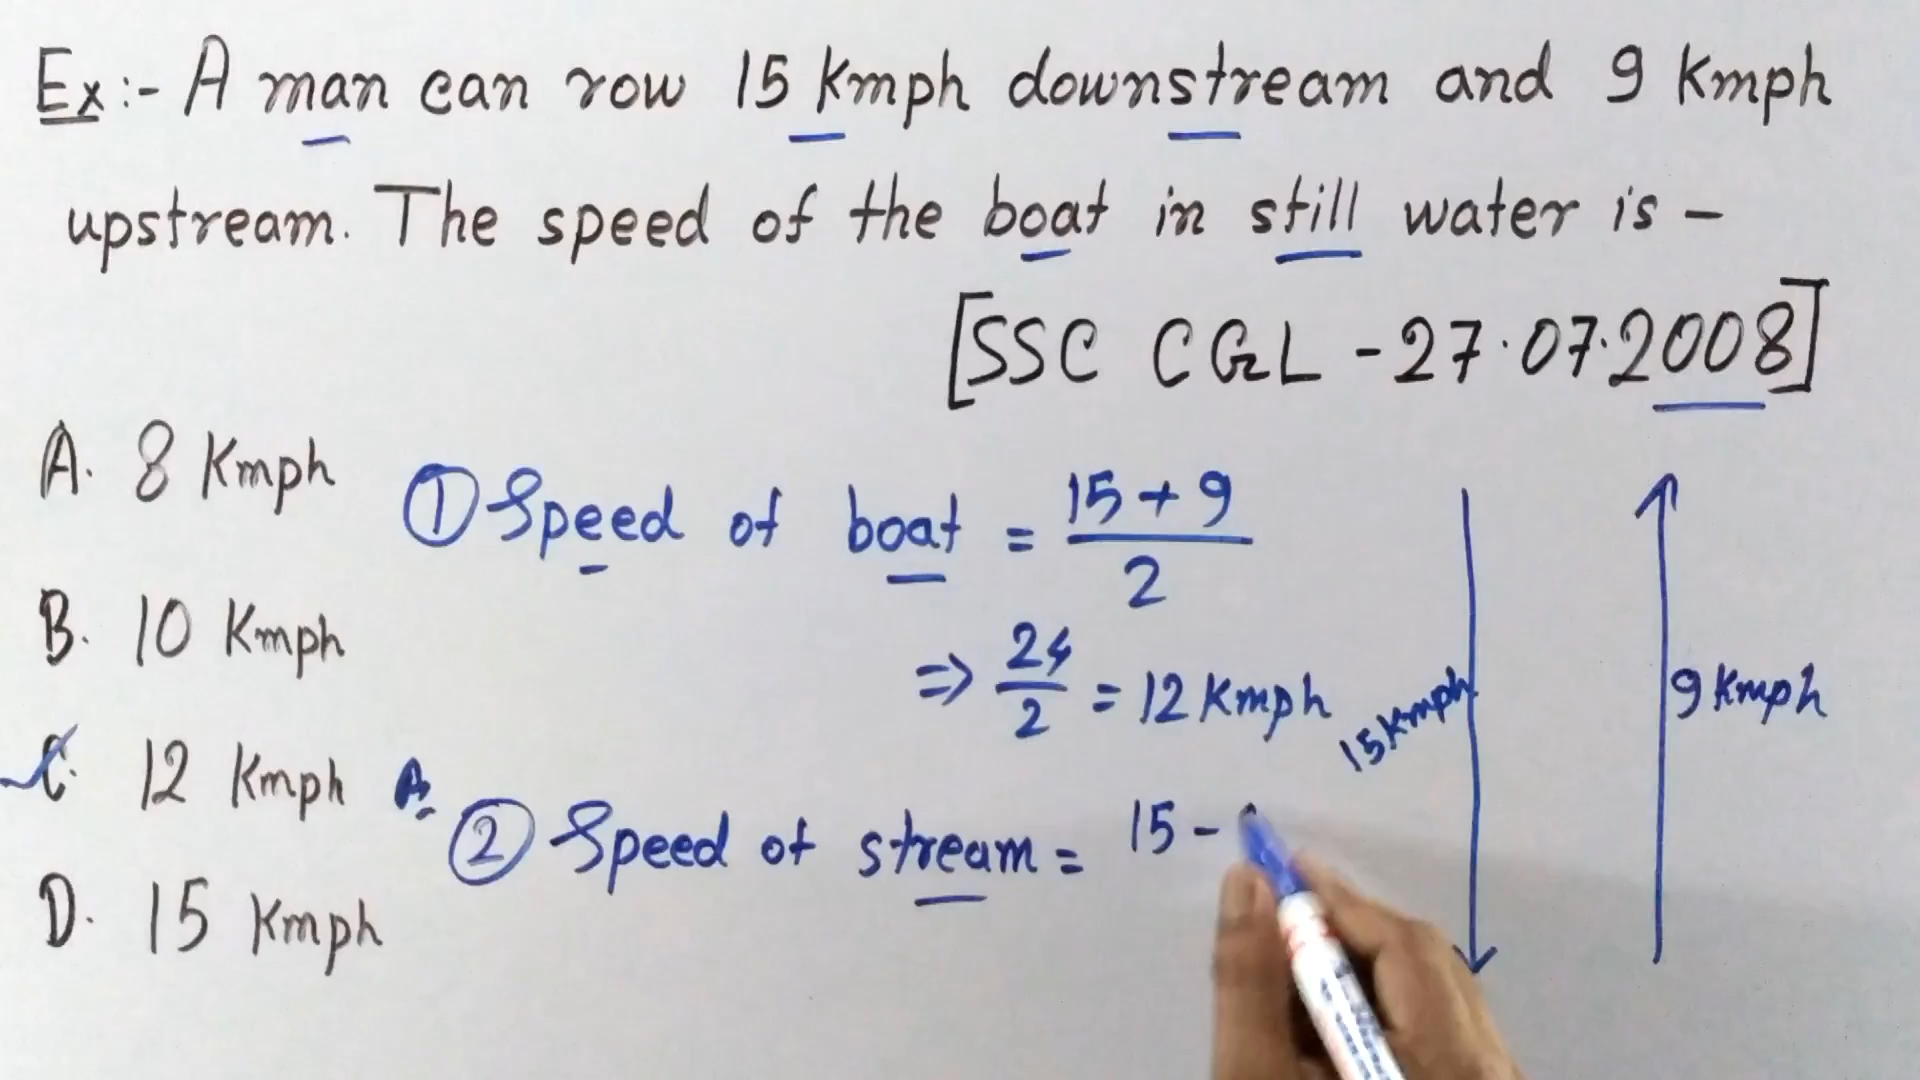 Ex:- A man can row 15 Kmph downstream and 9 Kmph
upstream. The speed of the boat in still water is -
[SSC CGL - 27.07.2008]
A. 8 Kmph
B. 10 Kmph
C. 12 Kmph
D. 15 Kmph
① Speed of boat = 15 + 9
2
=> 24/2 = 12 Kmph
② Speed of stream = 15 -
15 Kmph
9 Kmph